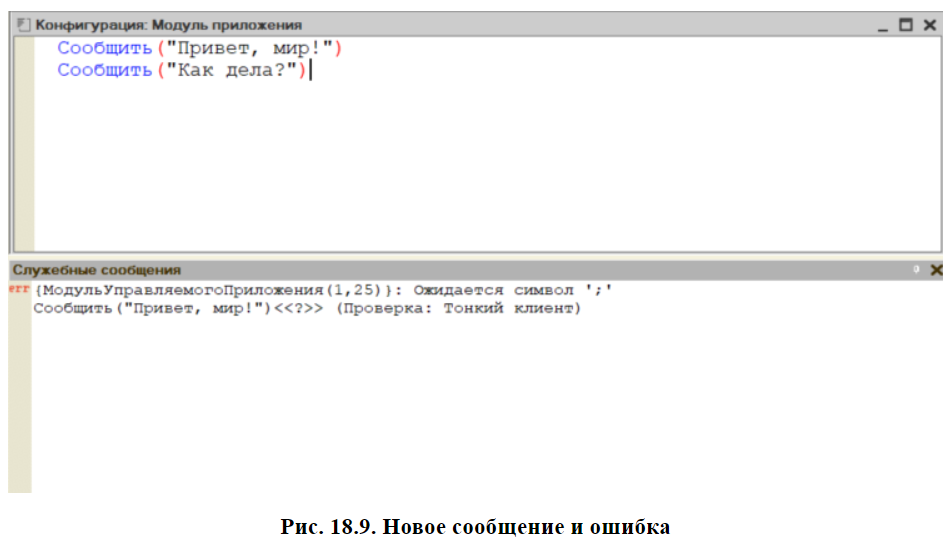 Конфигурация: Модуль приложения
Сообщить("Привет, мир!")
Сообщить("Как дела?")
Служебные сообщения
err {МодульУправляемогоПриложения(1,25)}: Ожидается символ ';'
Сообщить("Привет, мир!")<<?>> (Проверка: Тонкий клиент)
Рис. 18.9. Новое сообщение и ошибка